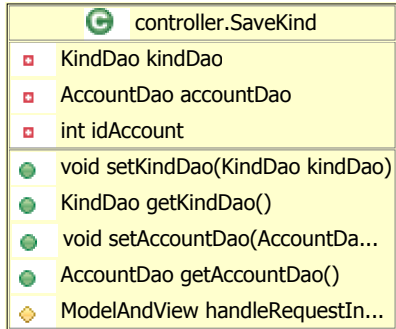 C controller.SaveKind
KindDao kindDao
AccountDao accountDao
int idAccount
void setKindDao(KindDao kindDao)
KindDao getKindDao()
void setAccountDao(AccountDa...
AccountDao getAccountDao()
ModelAndView handleRequestIn...